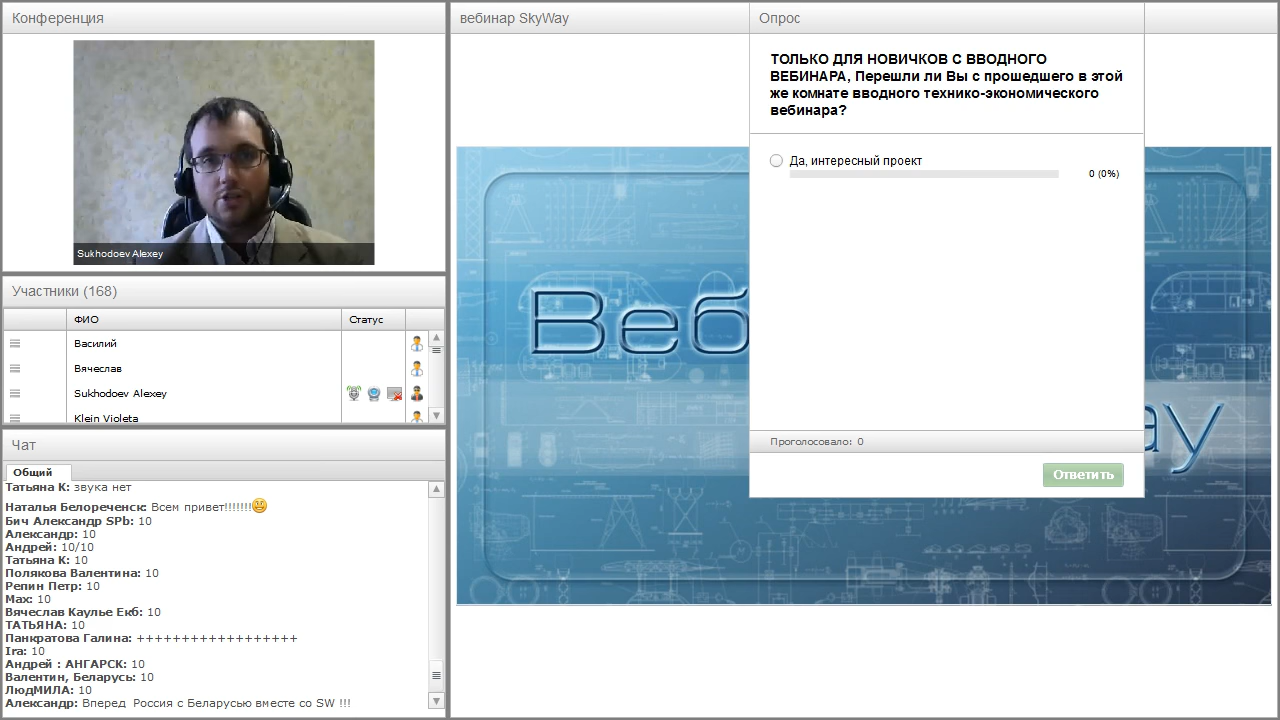 Конференция
Sukhodoev Alexey
Участники (168)
ФИО Статус
Василий
Вячеслав
Sukhodoev Alexey
Klein Violeta
Чат
Общий
Татьяна К: звука нет
Наталья Белореченск: Всем привет!!!!!!!
Бич Александр SPb: 10
Александр: 10
Андрей: 10/10
Татьяна К: 10
Полякова Валентина: 10
Репин Петр: 10
Max: 10
Вячеслав Каулье Екб: 10
ТАТЬЯНА: 10
Панкратова Галина: ++++++++++++++++++
Ira: 10
Андрей : АНГАРСК: 10
Валентин, Беларусь: 10
ЛюдМИЛА: 10
Александр: Вперед Россия с Беларусью вместе со SW !!!
вебинар SkyWay
Веб
ay
Опрос
ТОЛЬКО ДЛЯ НОВИЧКОВ С ВВОДНОГО
ВЕБИНАРА, Перешли ли Вы с прошедшего в этой
же комнате вводного технико-экономического
вебинара?
Да, интересный проект
0 (0%)
Проголосовало: 0
Ответить